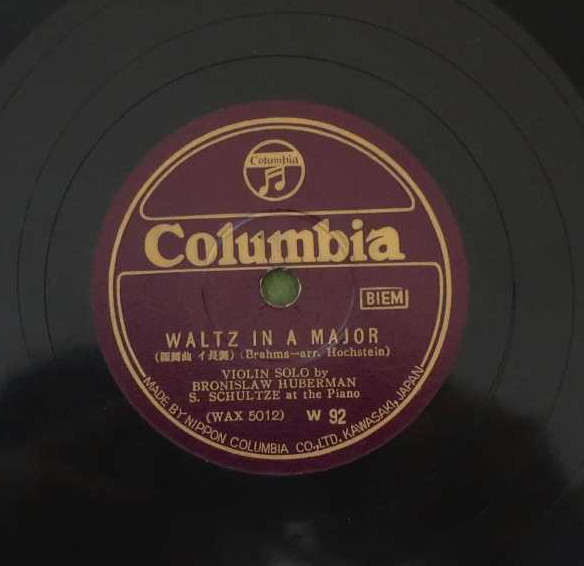 Columbia
Columbia
BIEM
WALTZ IN A MAJOR
(圓舞曲 イ長調) (Brahms—arr. Hochstein)
VIOLIN SOLO by
BRONISLAW HUBERMAN
S. SCHULTZE at the Piano
(WAX 5012) W 92
MADE BY NIPPON COLUMBIA CO.,LTD. KAWASAKI, JAPAN